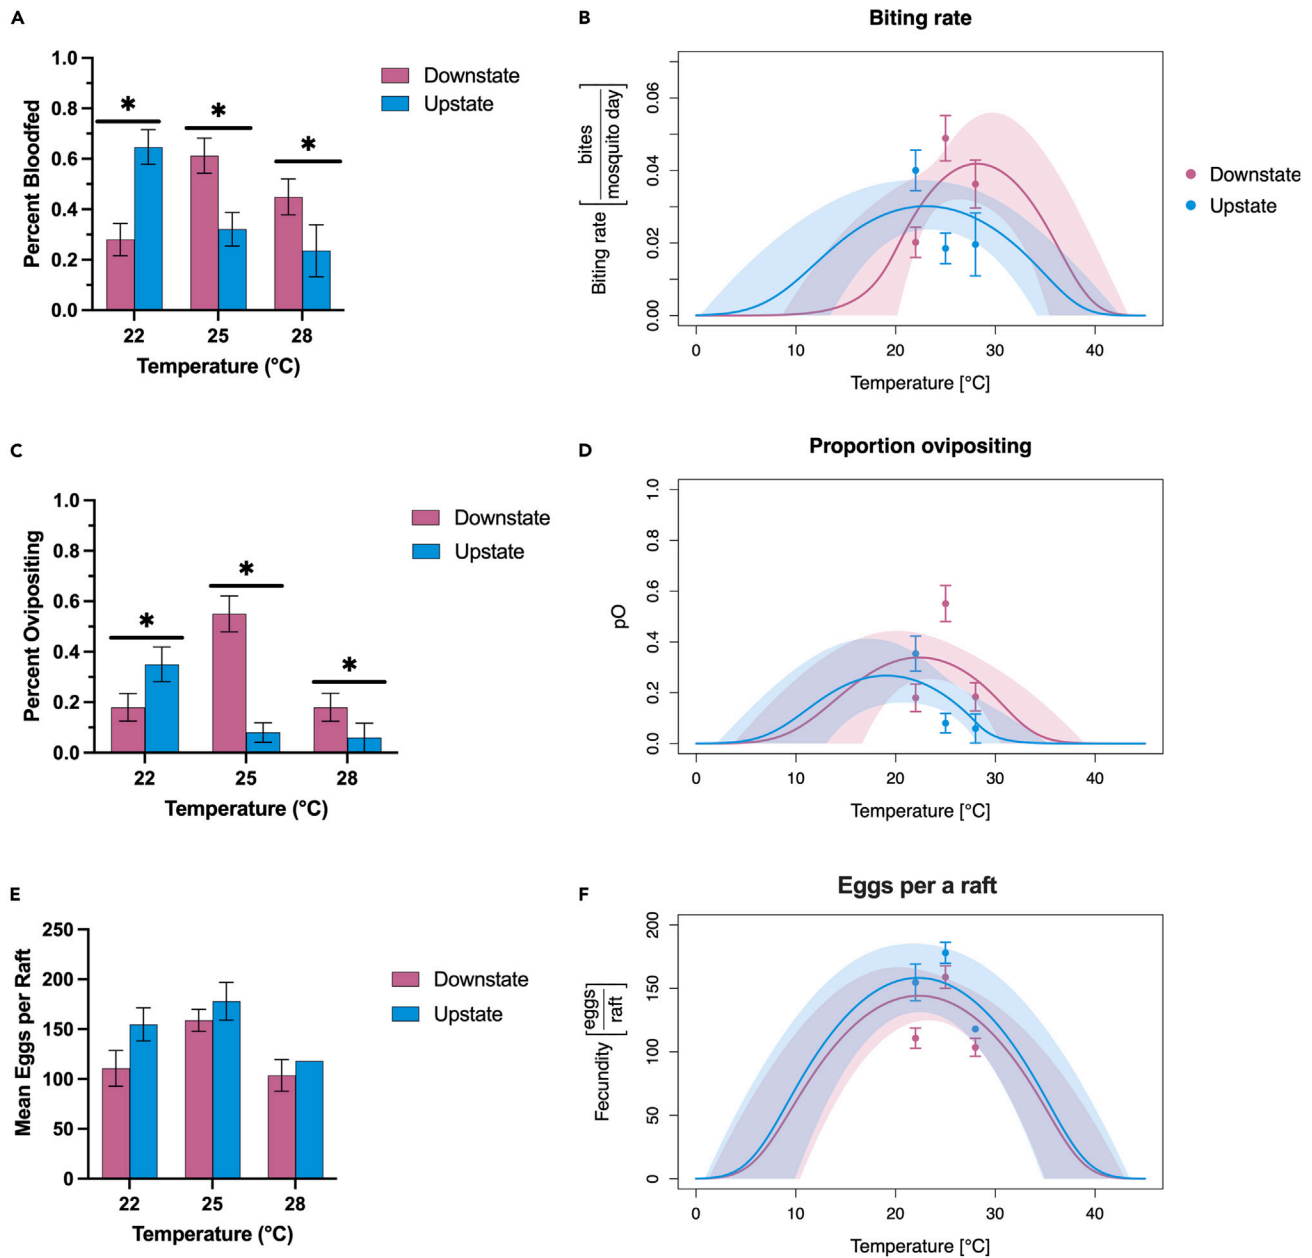 A
Percent Bloodfed
1.0
0.8
0.6
0.4
0.2
0.0
*
*
*
22
25
28
Temperature (°C)
Downstate
Upstate
B
Biting rate
Biting rate [bites / mosquito day]
0.06
0.04
0.02
0.00
0
10
20
30
40
Temperature [°C]
Downstate
Upstate
C
Percent Ovipositing
1.0
0.8
0.6
0.4
0.2
0.0
*
*
*
22
25
28
Temperature (°C)
Downstate
Upstate
D
Proportion ovipositing
pO
1.0
0.8
0.6
0.4
0.2
0.0
0
10
20
30
40
Temperature [°C]
E
Mean Eggs per Raft
250
200
150
100
50
0
22
25
28
Temperature (°C)
Downstate
Upstate
F
Eggs per a raft
Fecundity [eggs / raft]
200
150
100
50
0
0
10
20
30
40
Temperature [°C]